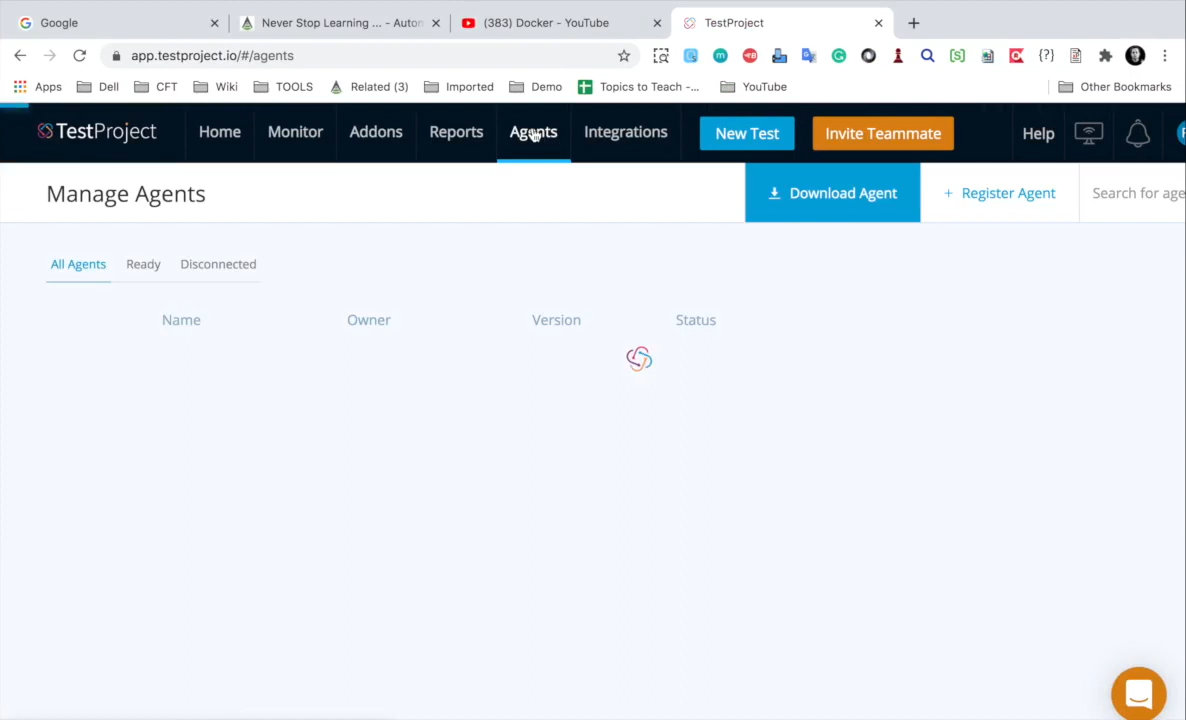 Google
Never Stop Learning ... - Autom
(383) Docker - YouTube
TestProject
app.testproject.io/#/agents
Apps
Dell
CFT
Wiki
TOOLS
Related (3)
Imported
Demo
Topics to Teach -...
YouTube
Other Bookmarks
TestProject
Home
Monitor
Addons
Reports
Agents
Integrations
New Test
Invite Teammate
Help
Manage Agents
Download Agent
+ Register Agent
Search for age
All Agents
Ready
Disconnected
Name
Owner
Version
Status